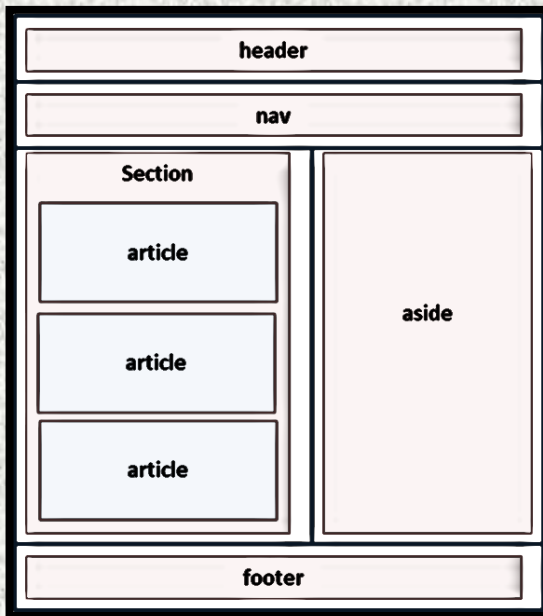 header
nav
Section
article
article
article
aside
footer